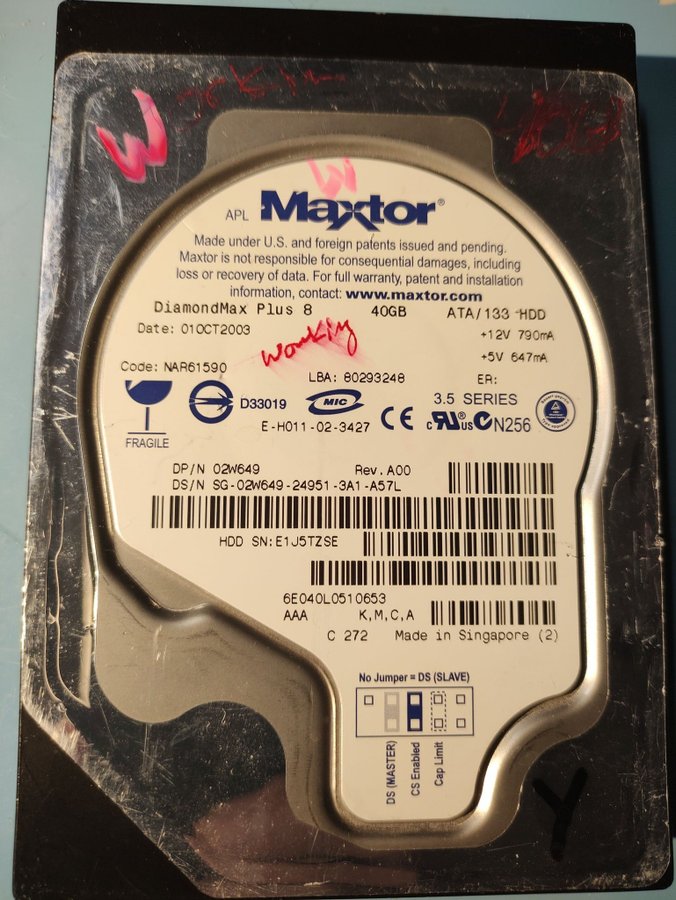 W
40GB
W
APL Maxtor®
Made under U.S. and foreign patents issued and pending.
Maxtor is not responsible for consequential damages, including
loss or recovery of data. For full warranty, patent and installation
information, contact: www.maxtor.com
DiamondMax Plus 8 40GB ATA/133 HDD
Date: 01OCT2003 +12V 790mA
Working
+5V 647mA
Code: NAR61590 LBA: 80293248 ER:
D33019 MIC 3.5 SERIES
FRAGILE E-H011-02-3427 CE c RU® US N256
DP/N 02W649 Rev.A00
DS/N SG-02W649-24951-3A1-A57L
HDD SN:E1J5TZSE
6E040L0510653
AAA K,M,C,A
C 272 Made in Singapore (2)
No Jumper = DS (SLAVE)
DS (MASTER)
CS Enabled
Cap Limit
Y